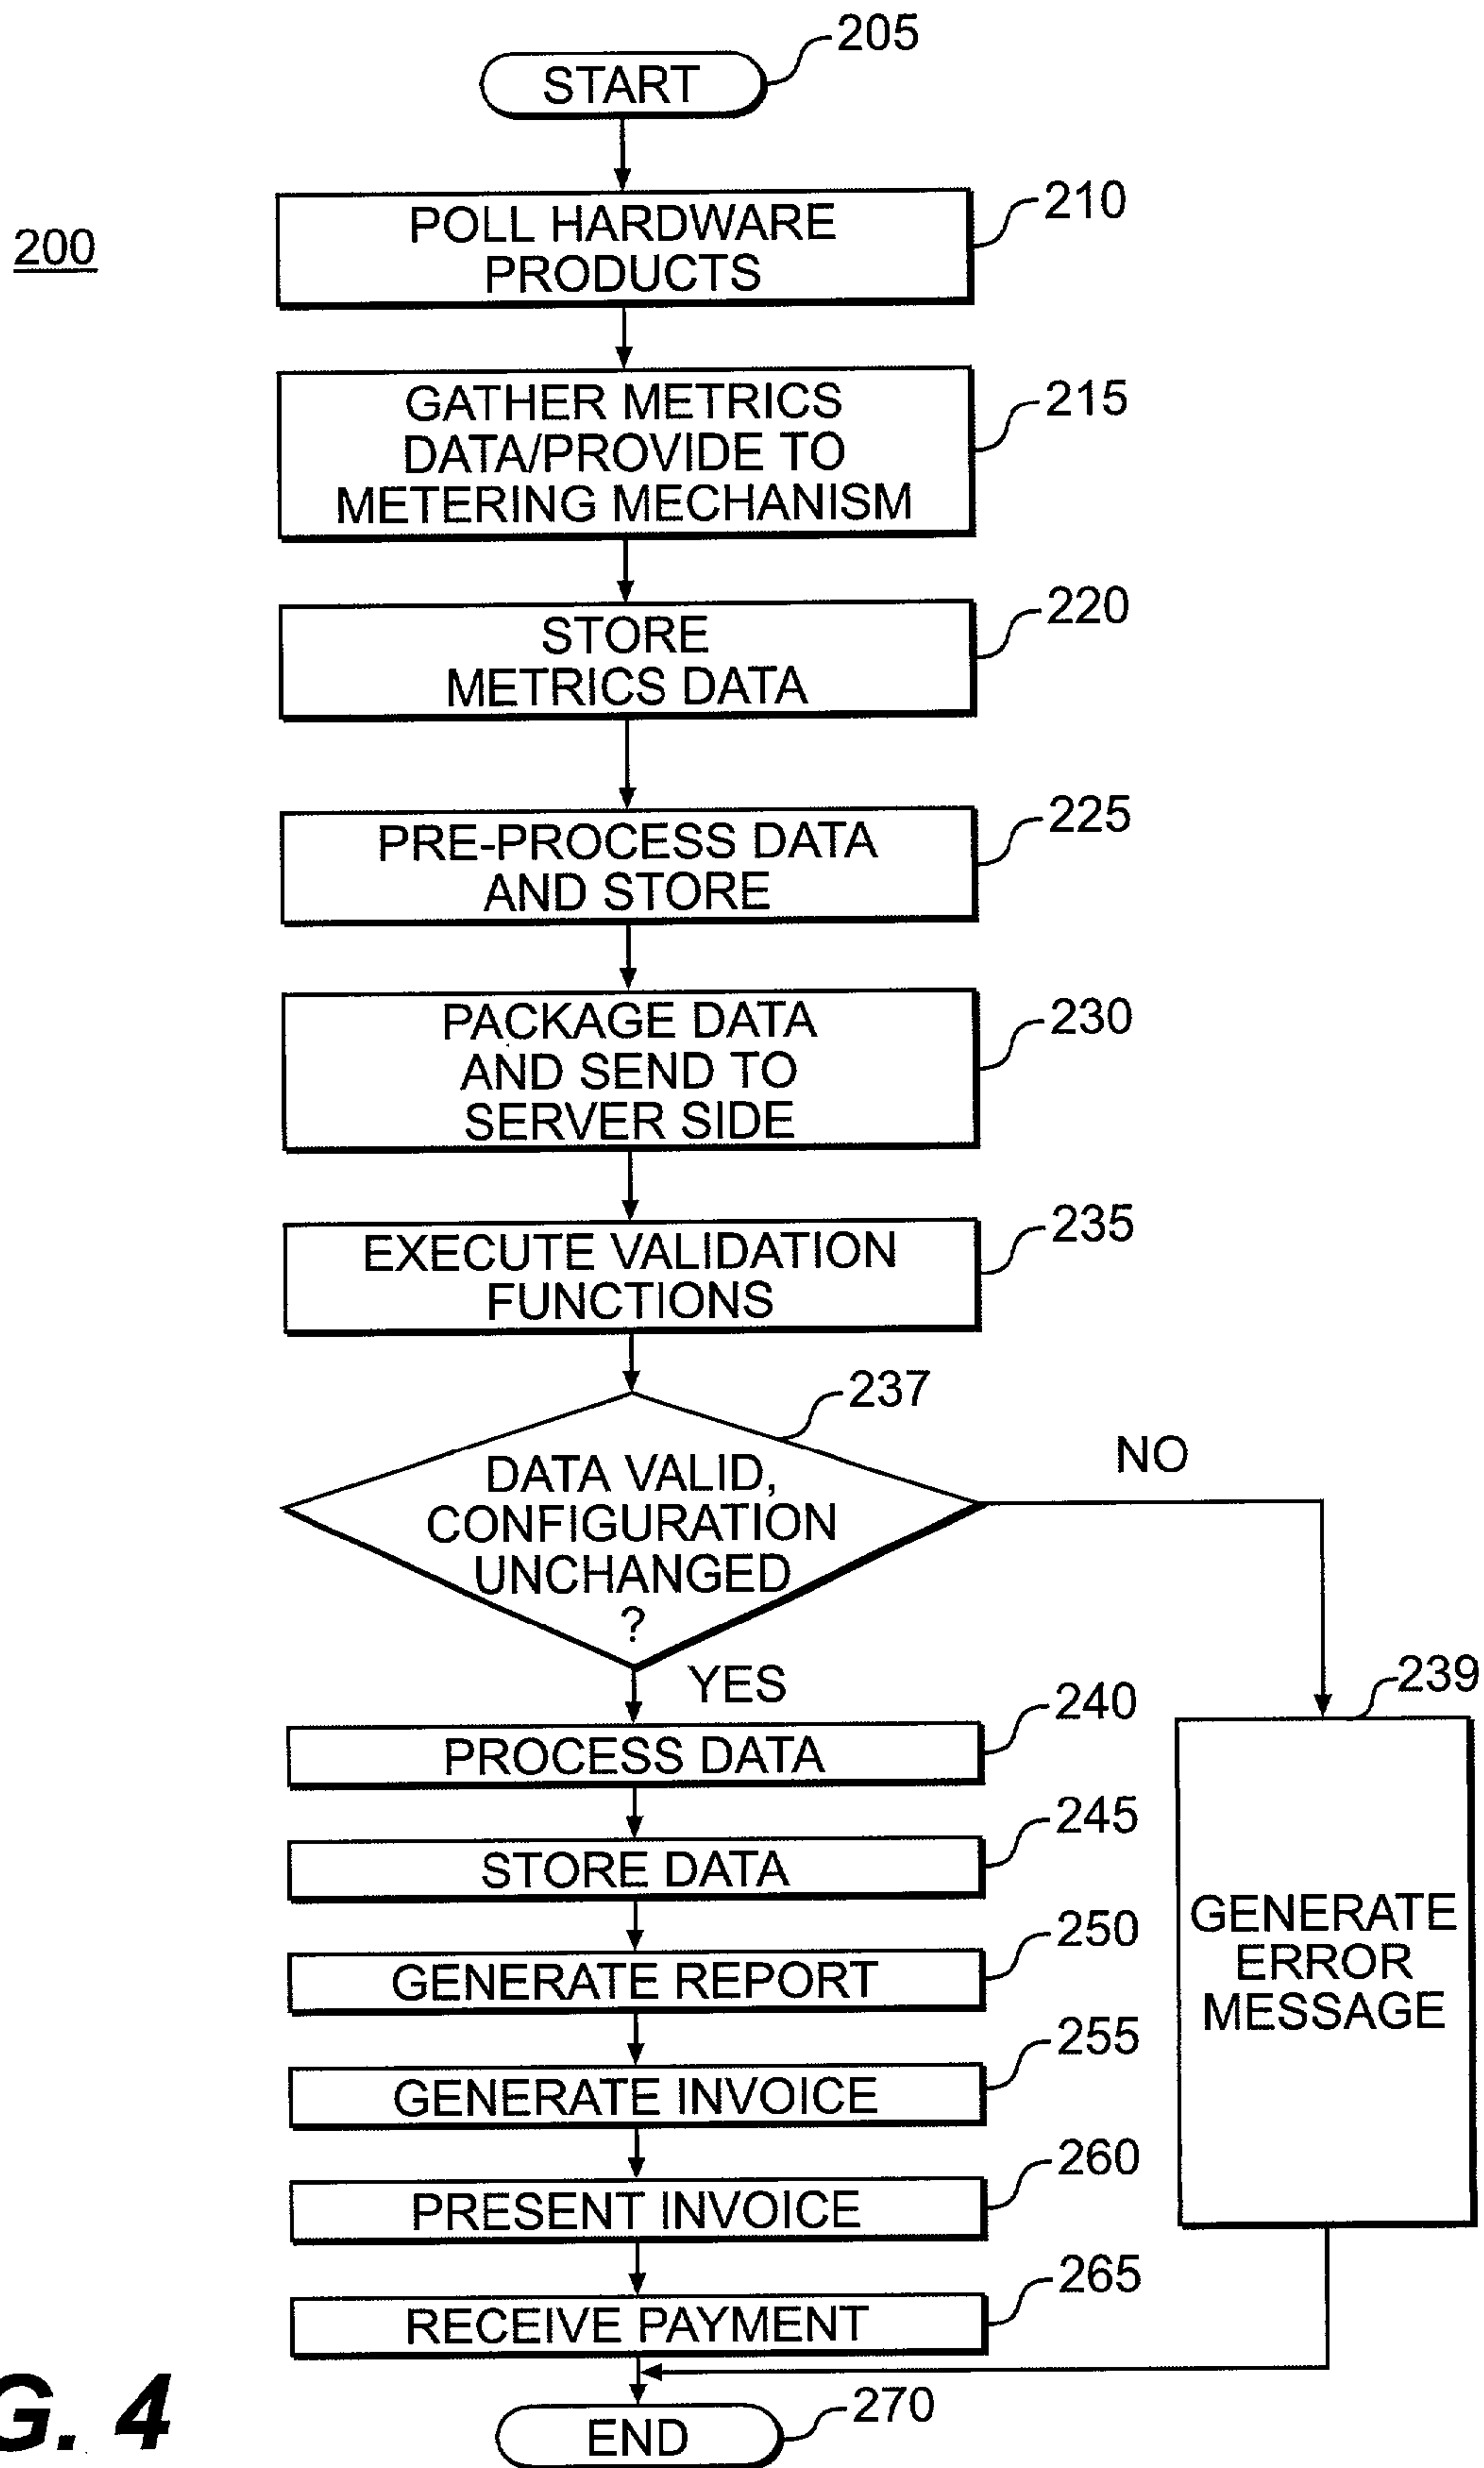 205
START
200
210
POLL HARDWARE
PRODUCTS
215
GATHER METRICS
DATA/PROVIDE TO
METERING MECHANISM
220
STORE
METRICS DATA
225
PRE-PROCESS DATA
AND STORE
230
PACKAGE DATA
AND SEND TO
SERVER SIDE
235
EXECUTE VALIDATION
FUNCTIONS
237
DATA VALID,
CONFIGURATION
UNCHANGED
?
NO
YES
239
GENERATE
ERROR
MESSAGE
240
PROCESS DATA
245
STORE DATA
250
GENERATE REPORT
255
GENERATE INVOICE
260
PRESENT INVOICE
265
RECEIVE PAYMENT
270
END
G. 4